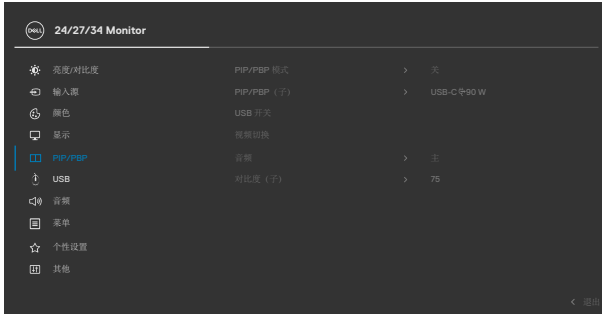 DELL 24/27/34 Monitor
亮度/对比度 PIP/PBP 模式 关
输入源 PIP/PBP（子） USB-C 90 W
颜色 USB 开关
显示 视频切换
PIP/PBP 音频 主
USB 对比度（子） 75
音频
菜单
个性设置
其他
退出